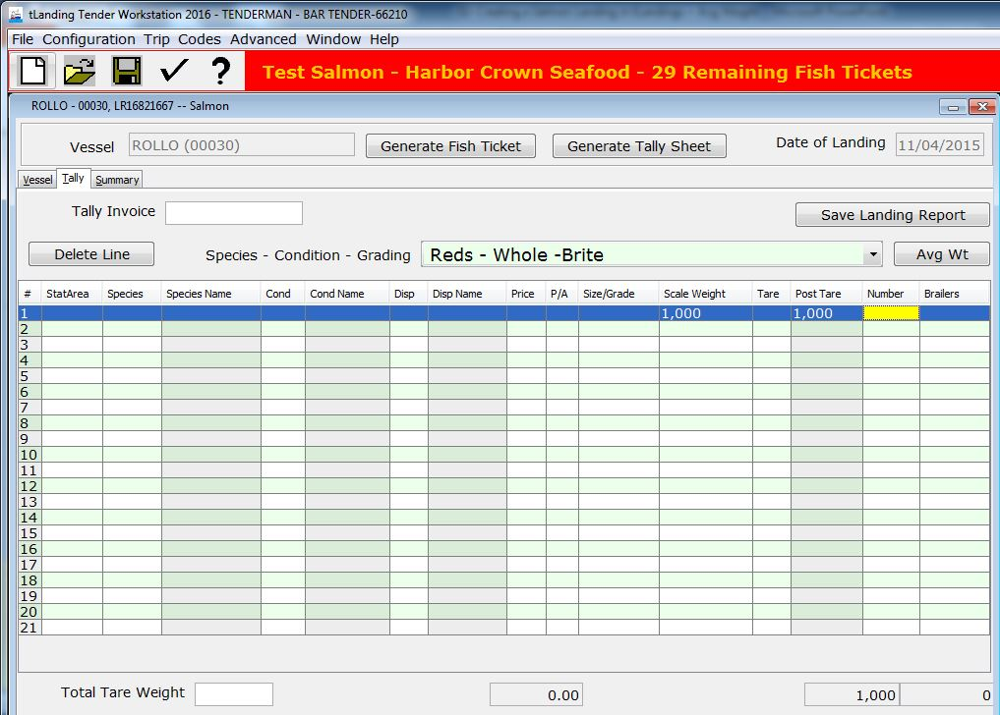 tLanding Tender Workstation 2016 - TENDERMAN - BAR TENDER-66210
File Configuration Trip Codes Advanced Window Help
Test Salmon - Harbor Crown Seafood - 29 Remaining Fish Tickets
ROLLO - 00030, LR16821667 -- Salmon
Vessel ROLLO (00030) Generate Fish Ticket Generate Tally Sheet Date of Landing 11/04/2015
Vessel Tally Summary
Tally Invoice Save Landing Report
Delete Line Species - Condition - Grading Reds - Whole -Brite Avg Wt
# StatArea Species Species Name Cond Cond Name Disp Disp Name Price P/A Size/Grade Scale Weight Tare Post Tare Number Brailers
1 1,000 1,000
2
3
4
5
6
7
8
9
10
11
12
13
14
15
16
17
18
19
20
21
Total Tare Weight 0.00 1,000 0